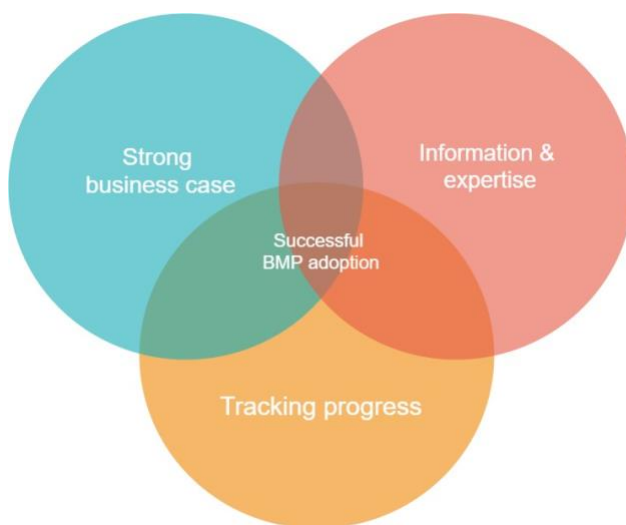 Strong
business case
Information &
expertise
Successful
BMP adoption
Tracking progress